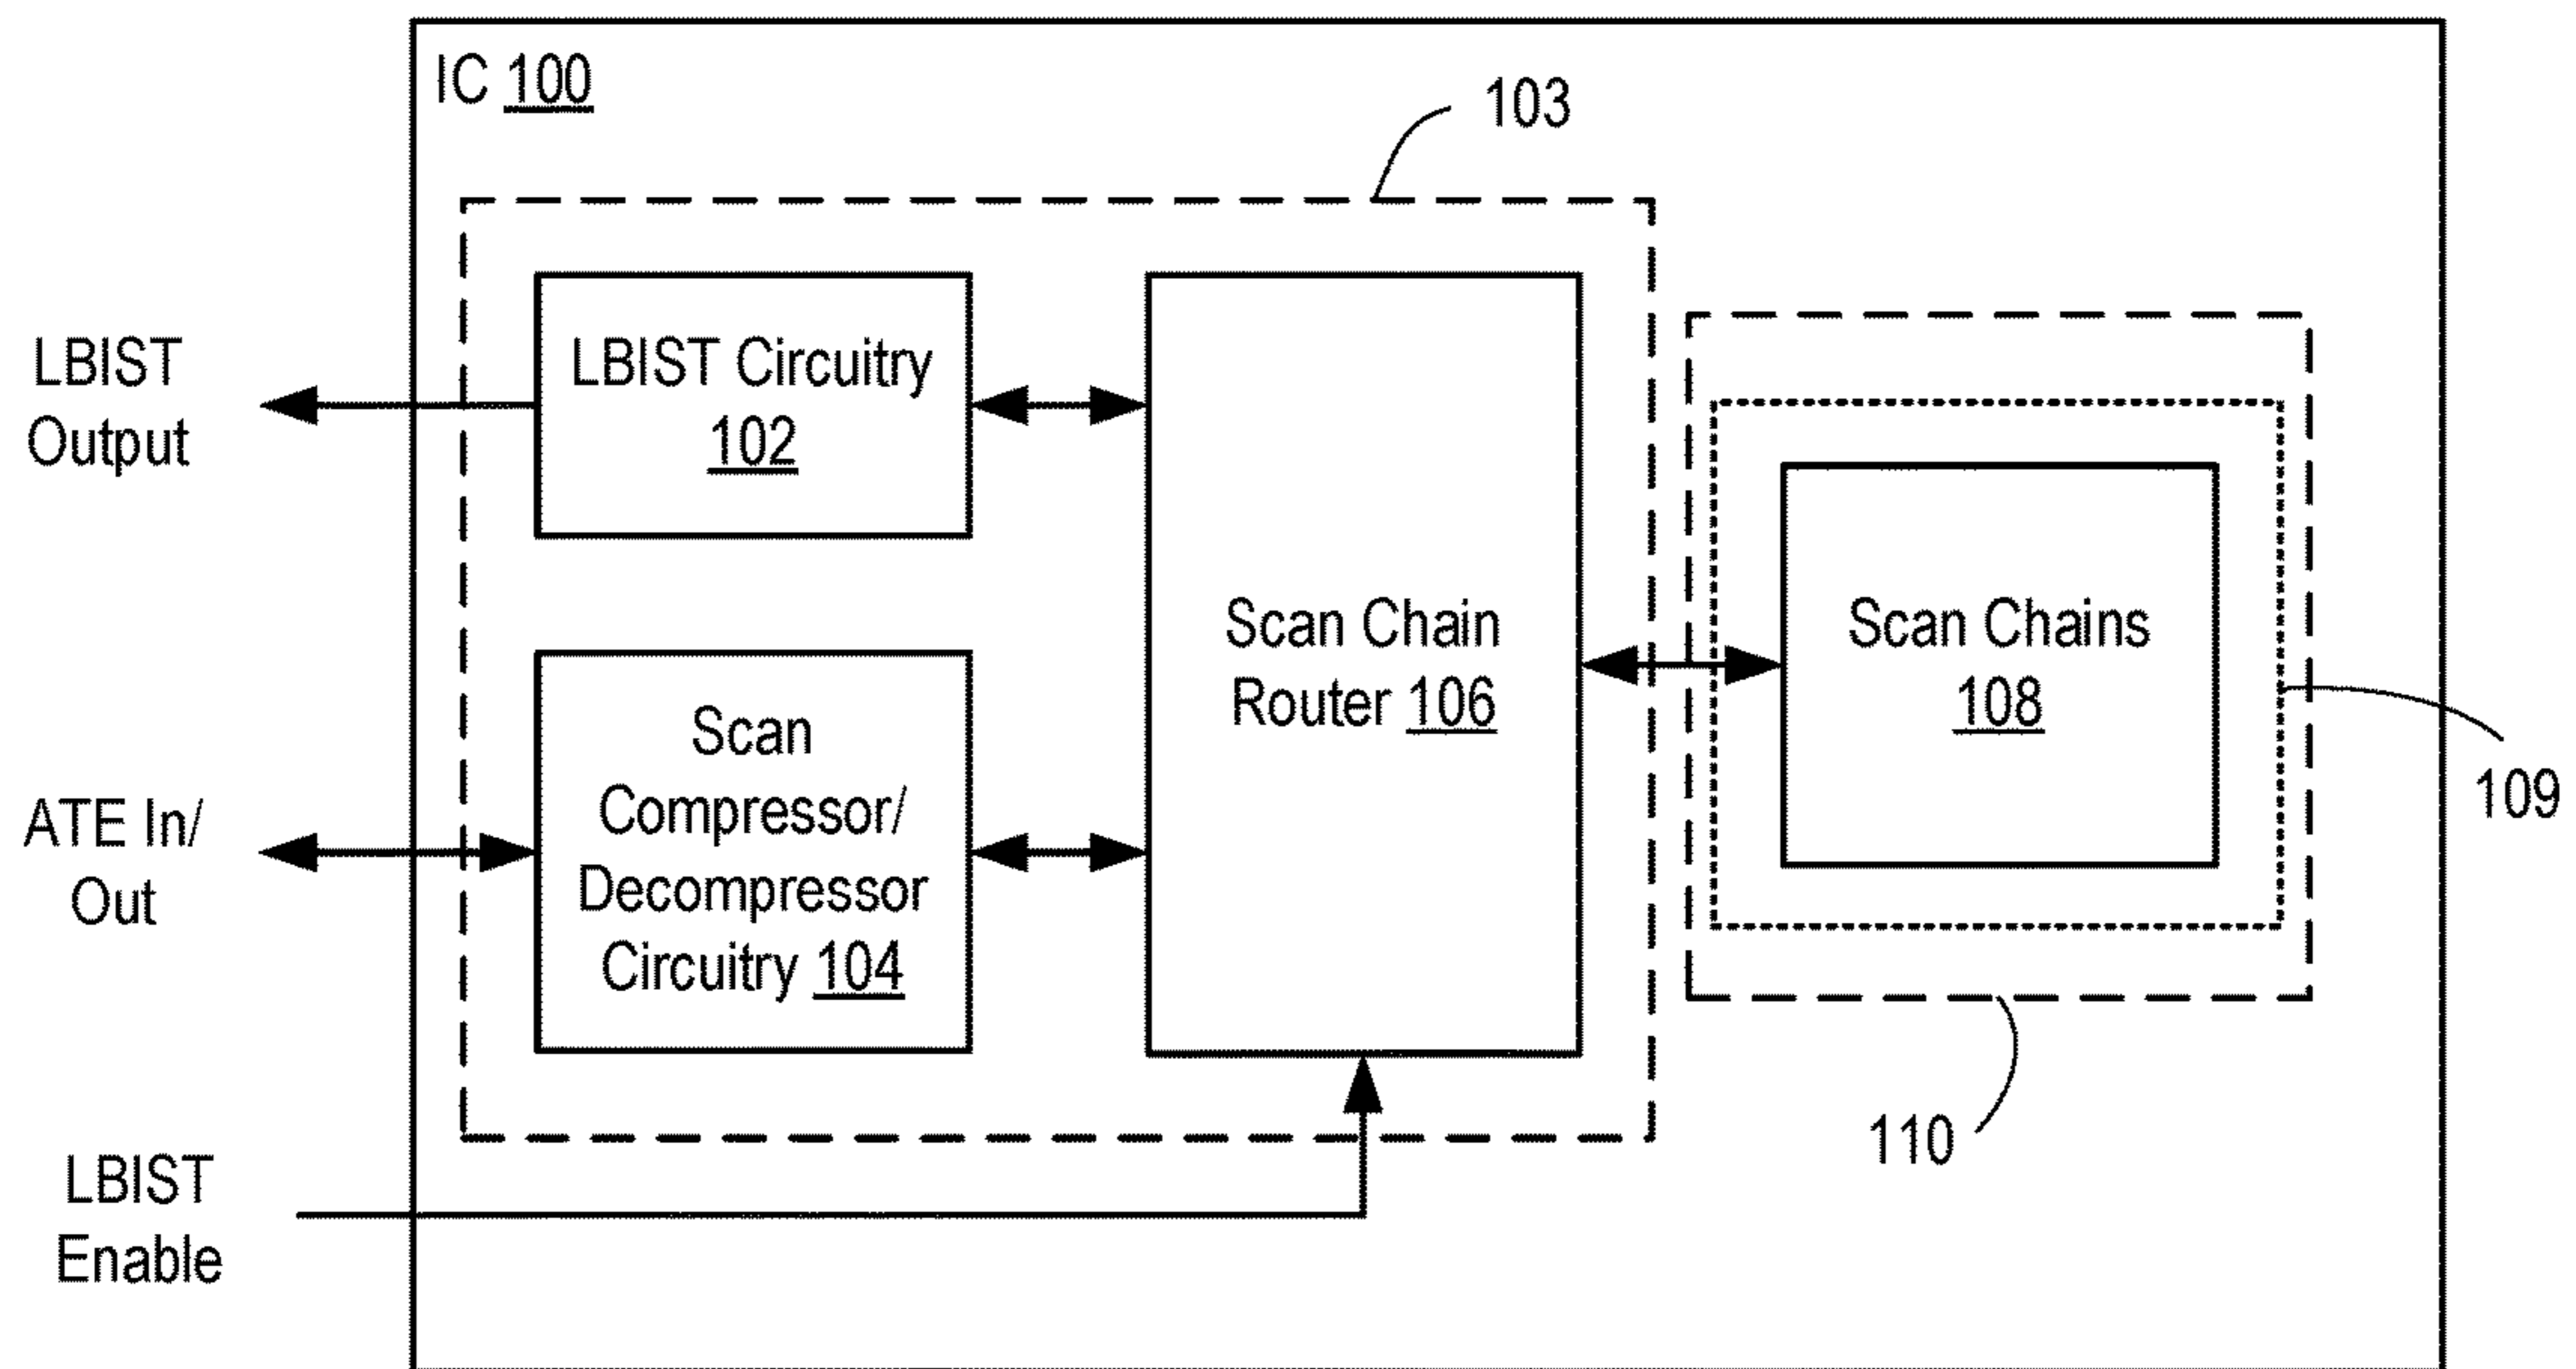 IC 100
103
LBIST
Output
LBIST Circuitry
102
Scan Chain
Router 106
Scan Chains
108
109
ATE In/
Out
Scan
Compressor/
Decompressor
Circuitry 104
110
LBIST
Enable